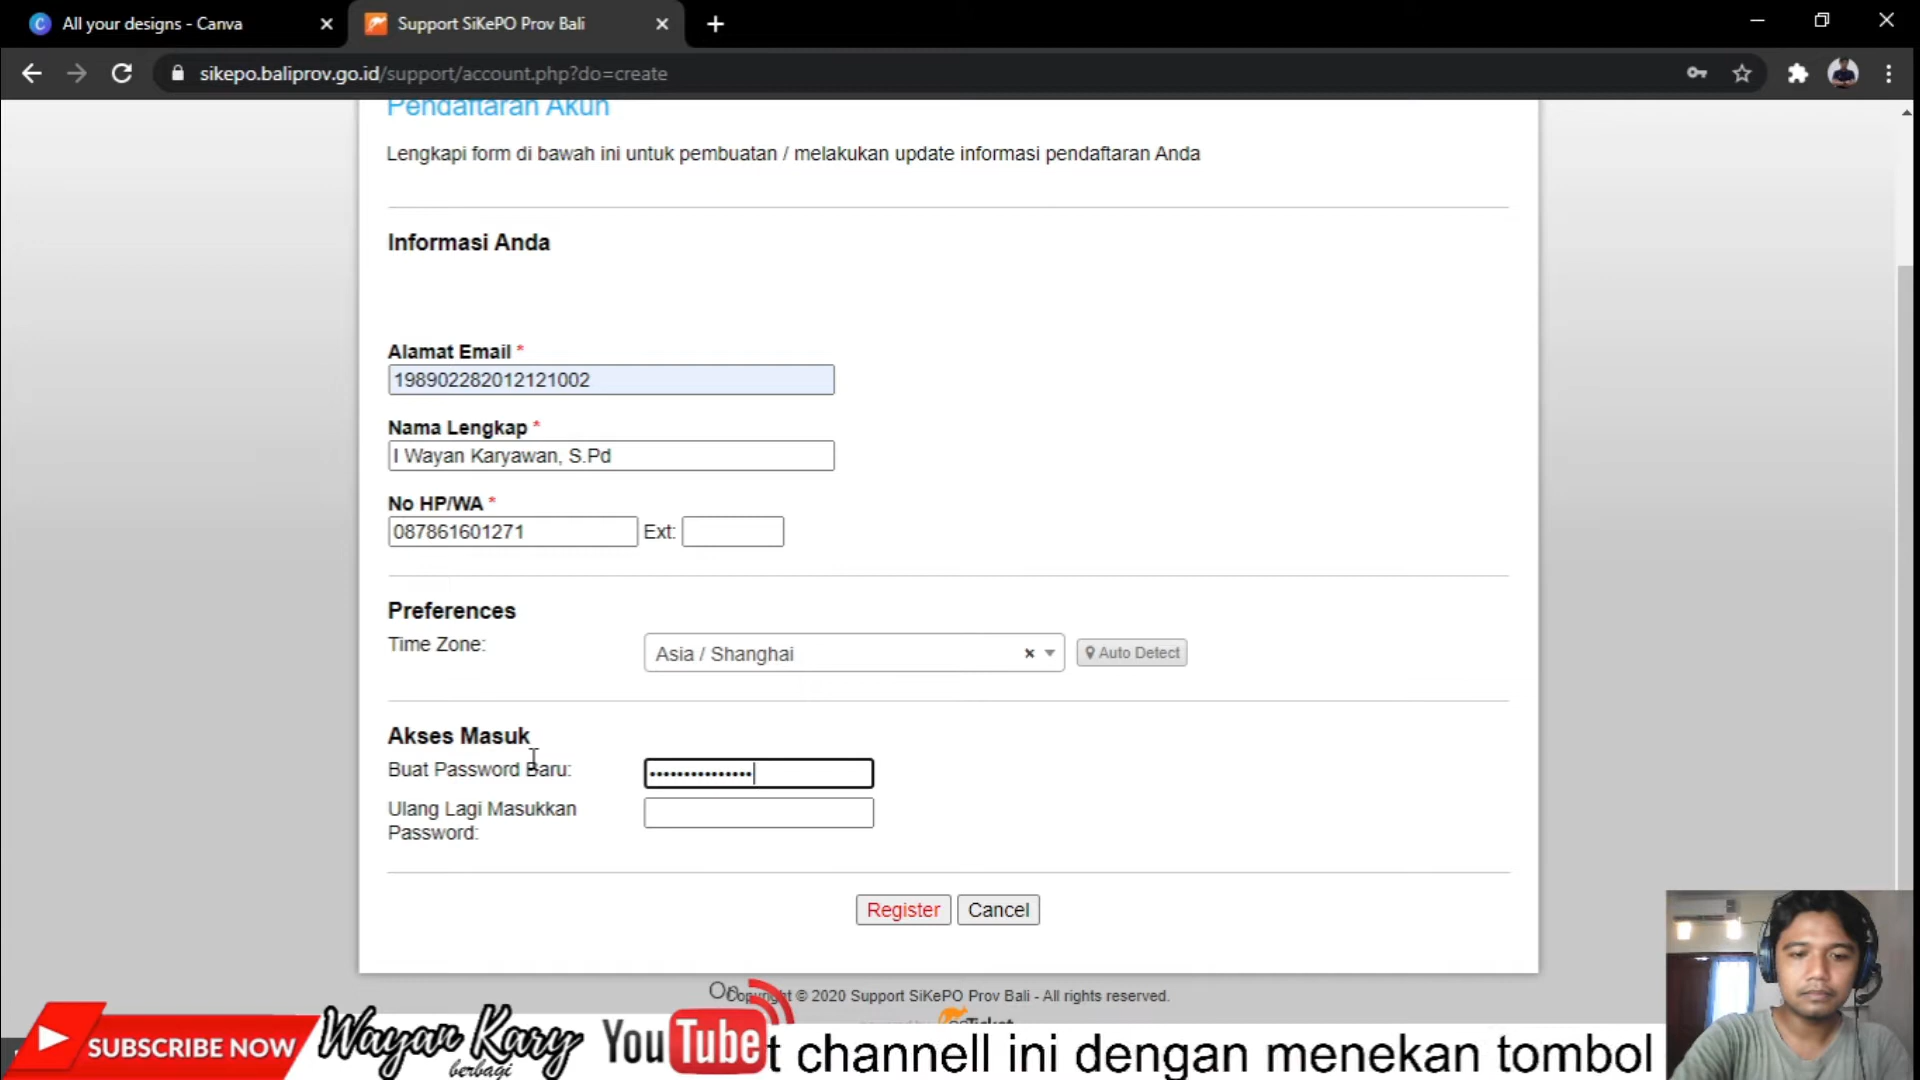 All your designs - Canva
Support SiKePO Prov Bali
sikepo.baliprov.go.id/support/account.php?do=create
Pendaftaran Akun
Lengkapi form di bawah ini untuk pembuatan / melakukan update informasi pendaftaran Anda
Informasi Anda
Alamat Email *
198902282012121002
Nama Lengkap *
I Wayan Karyawan, S.Pd
No HP/WA *
087861601271 Ext:
Preferences
Time Zone:
Asia / Shanghai
Auto Detect
Akses Masuk
Buat Password Baru:
Ulang Lagi Masukkan
Password:
Register Cancel
Copyright © 2020 Support SiKePO Prov Bali - All rights reserved.
SUBSCRIBE NOW
Wayan Kary
berbagi
YouTube
t channell ini dengan menekan tombol